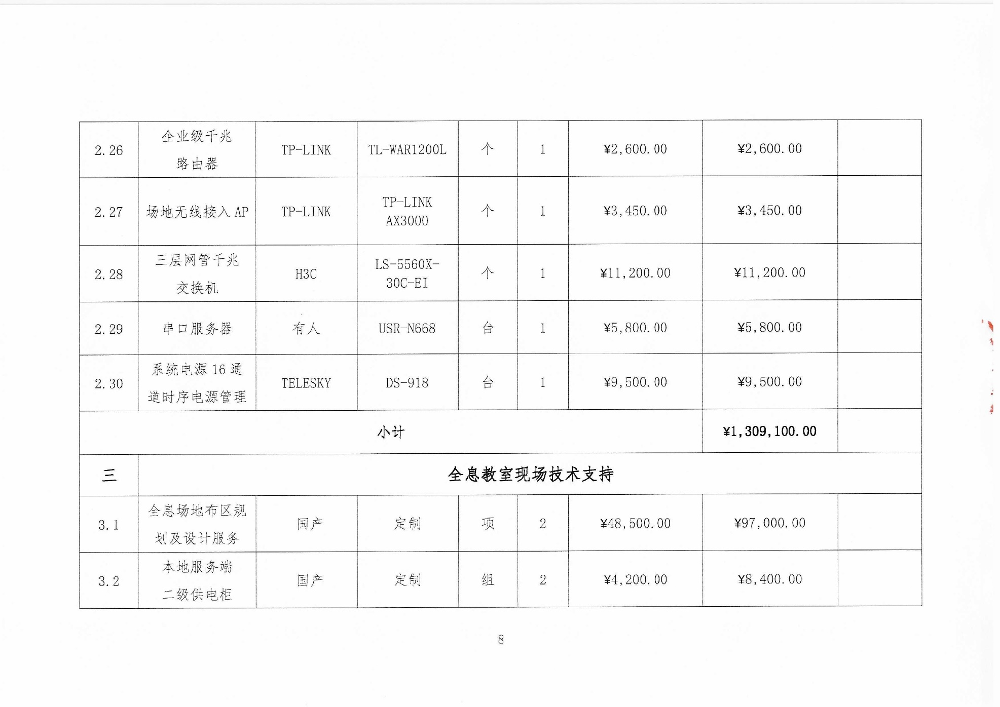 2.26 企业级千兆路由器 TP-LINK TL-WAR1200L 个 1 ¥2,600.00 ¥2,600.00
2.27 场地无线接入 AP TP-LINK TP-LINK AX3000 个 1 ¥3,450.00 ¥3,450.00
2.28 三层网管千兆交换机 H3C LS-5560X-30C-EI 个 1 ¥11,200.00 ¥11,200.00
2.29 串口服务器 有人 USR-N668 台 1 ¥5,800.00 ¥5,800.00
2.30 系统电源 16 通道时序电源管理 TELESKY DS-918 台 1 ¥9,500.00 ¥9,500.00
小计 ¥1,309,100.00
三 全息教室现场技术支持
3.1 全息场地布区规划及设计服务 国产 定制 项 2 ¥48,500.00 ¥97,000.00
3.2 本地服务端二级供电柜 国产 定制 组 2 ¥4,200.00 ¥8,400.00
8